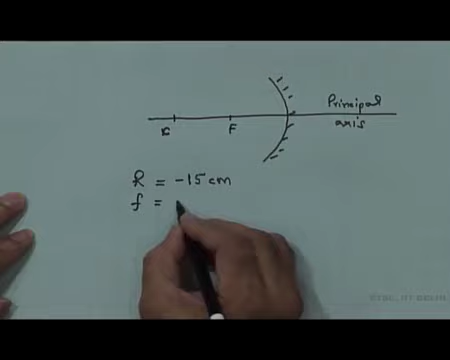 Principal
axis
F
R = -15 cm
f =